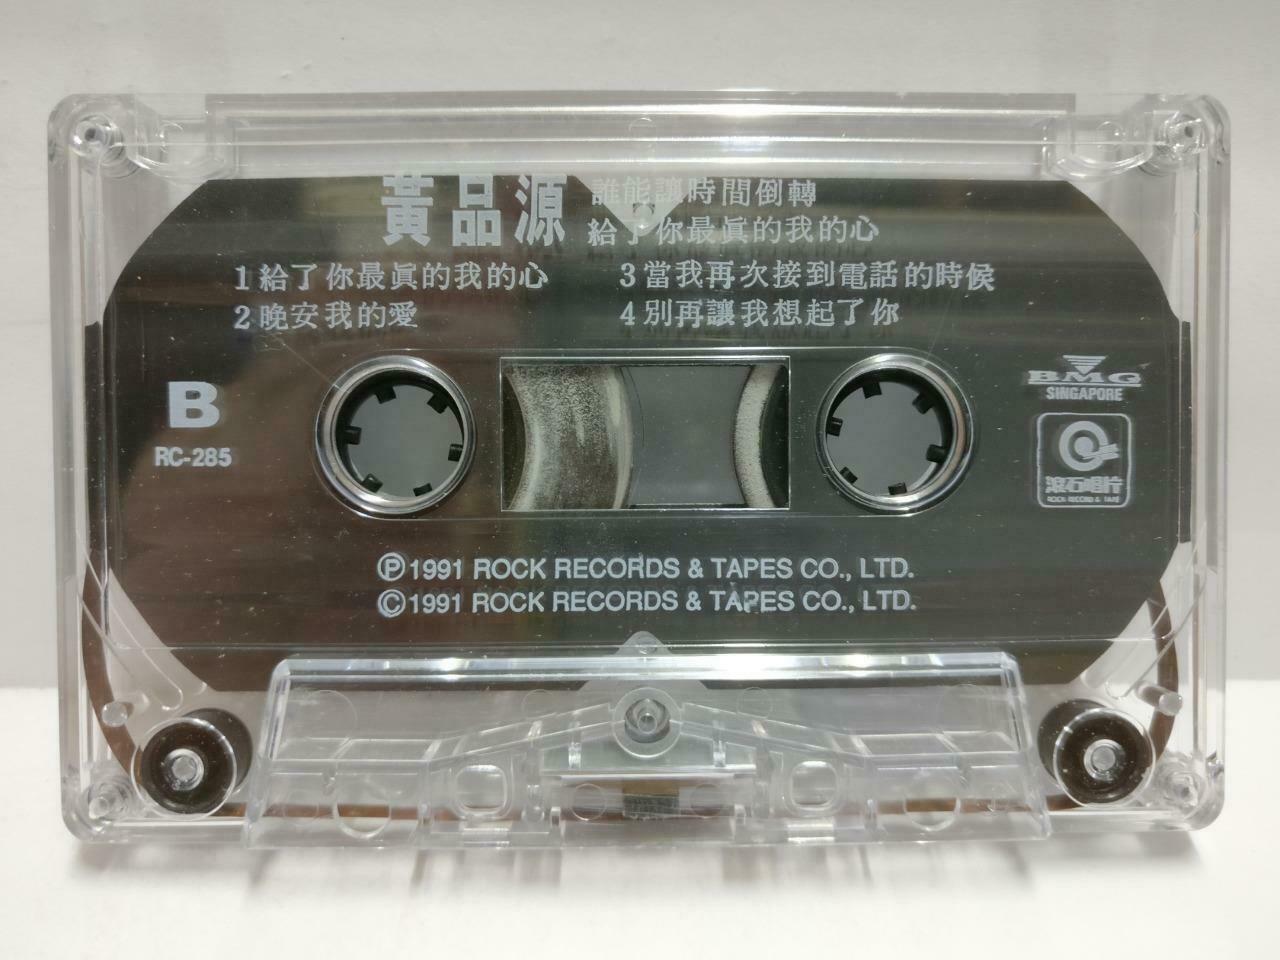 黃品源
誰能讓時間倒轉
給了你最眞的我的心
1 給了你最眞的我的心
2 晚安我的愛
3 當我再次接到電話的時候
4 別再讓我想起了你
B
RC-285
BMG
SINGAPORE
滾石唱片
ROCK RECORD & TAPE
Ⓟ 1991 ROCK RECORDS & TAPES CO., LTD.
© 1991 ROCK RECORDS & TAPES CO., LTD.